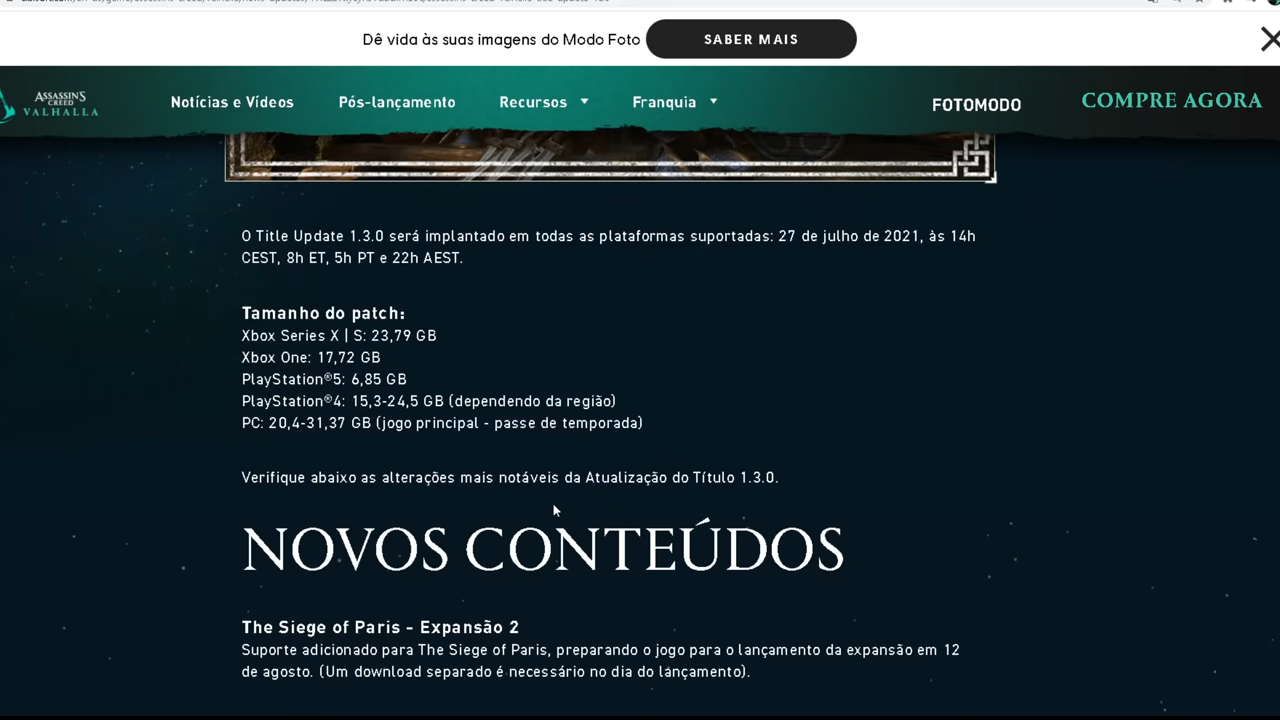 Dê vida às suas imagens do Modo Foto
SABER MAIS
ASSASSIN'S
CREED
VALHALLA
Notícias e Vídeos
Pós-lançamento
Recursos
Franquia
FOTOMODO
COMPRE AGORA
O Title Update 1.3.0 será implantado em todas as plataformas suportadas: 27 de julho de 2021, às 14h
CEST, 8h ET, 5h PT e 22h AEST.
Tamanho do patch:
Xbox Series X | S: 23,79 GB
Xbox One: 17,72 GB
PlayStation®5: 6,85 GB
PlayStation®4: 15,3-24,5 GB (dependendo da região)
PC: 20,4-31,37 GB (jogo principal - passe de temporada)
Verifique abaixo as alterações mais notáveis da Atualização do Título 1.3.0.
NOVOS CONTEÚDOS
The Siege of Paris - Expansão 2
Suporte adicionado para The Siege of Paris, preparando o jogo para o lançamento da expansão em 12
de agosto. (Um download separado é necessário no dia do lançamento).